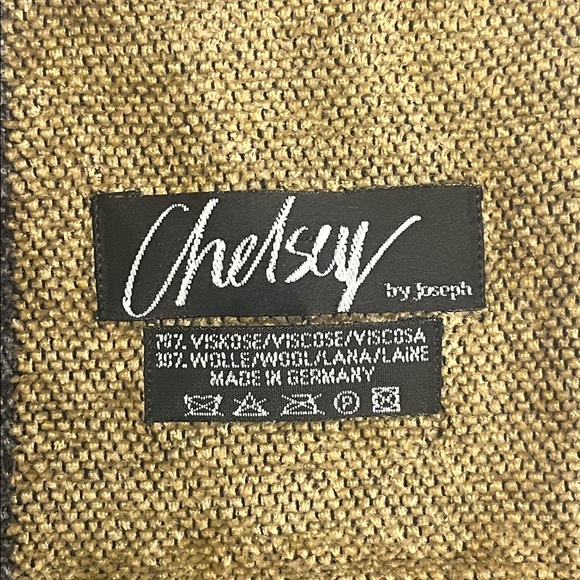 Chelsey
by Joseph
70% VISKOSE/VISCOSE/VISCOSA
30% WOLLE/WOOL/LANA/LAINE
MADE IN GERMANY
P